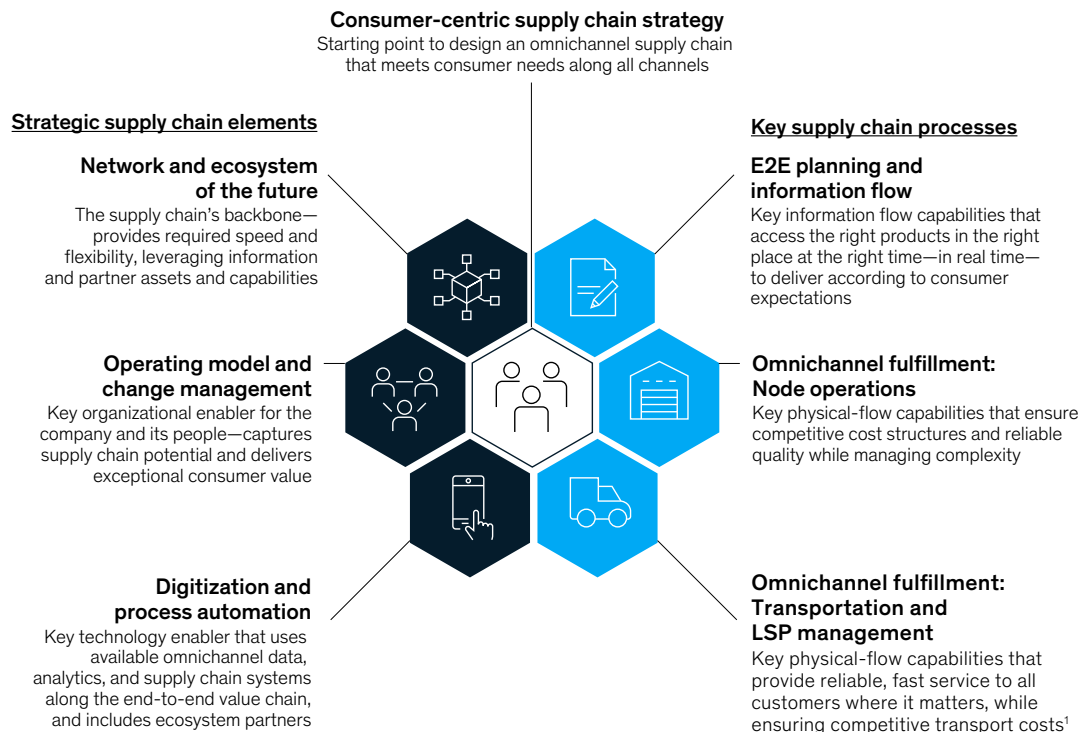 Consumer-centric supply chain strategy
Starting point to design an omnichannel supply chain
that meets consumer needs along all channels
Strategic supply chain elements
Network and ecosystem
of the future
The supply chain’s backbone—
provides required speed and
flexibility, leveraging information
and partner assets and capabilities
Operating model and
change management
Key organizational enabler for the
company and its people—captures
supply chain potential and delivers
exceptional consumer value
Digitization and
process automation
Key technology enabler that uses
available omnichannel data,
analytics, and supply chain systems
along the end-to-end value chain,
and includes ecosystem partners
Key supply chain processes
E2E planning and
information flow
Key information flow capabilities that
access the right products in the right
place at the right time—in real time—
to deliver according to consumer
expectations
Omnichannel fulfillment:
Node operations
Key physical-flow capabilities that ensure
competitive cost structures and reliable
quality while managing complexity
Omnichannel fulfillment:
Transportation and
LSP management
Key physical-flow capabilities that
provide reliable, fast service to all
customers where it matters, while
ensuring competitive transport costs¹